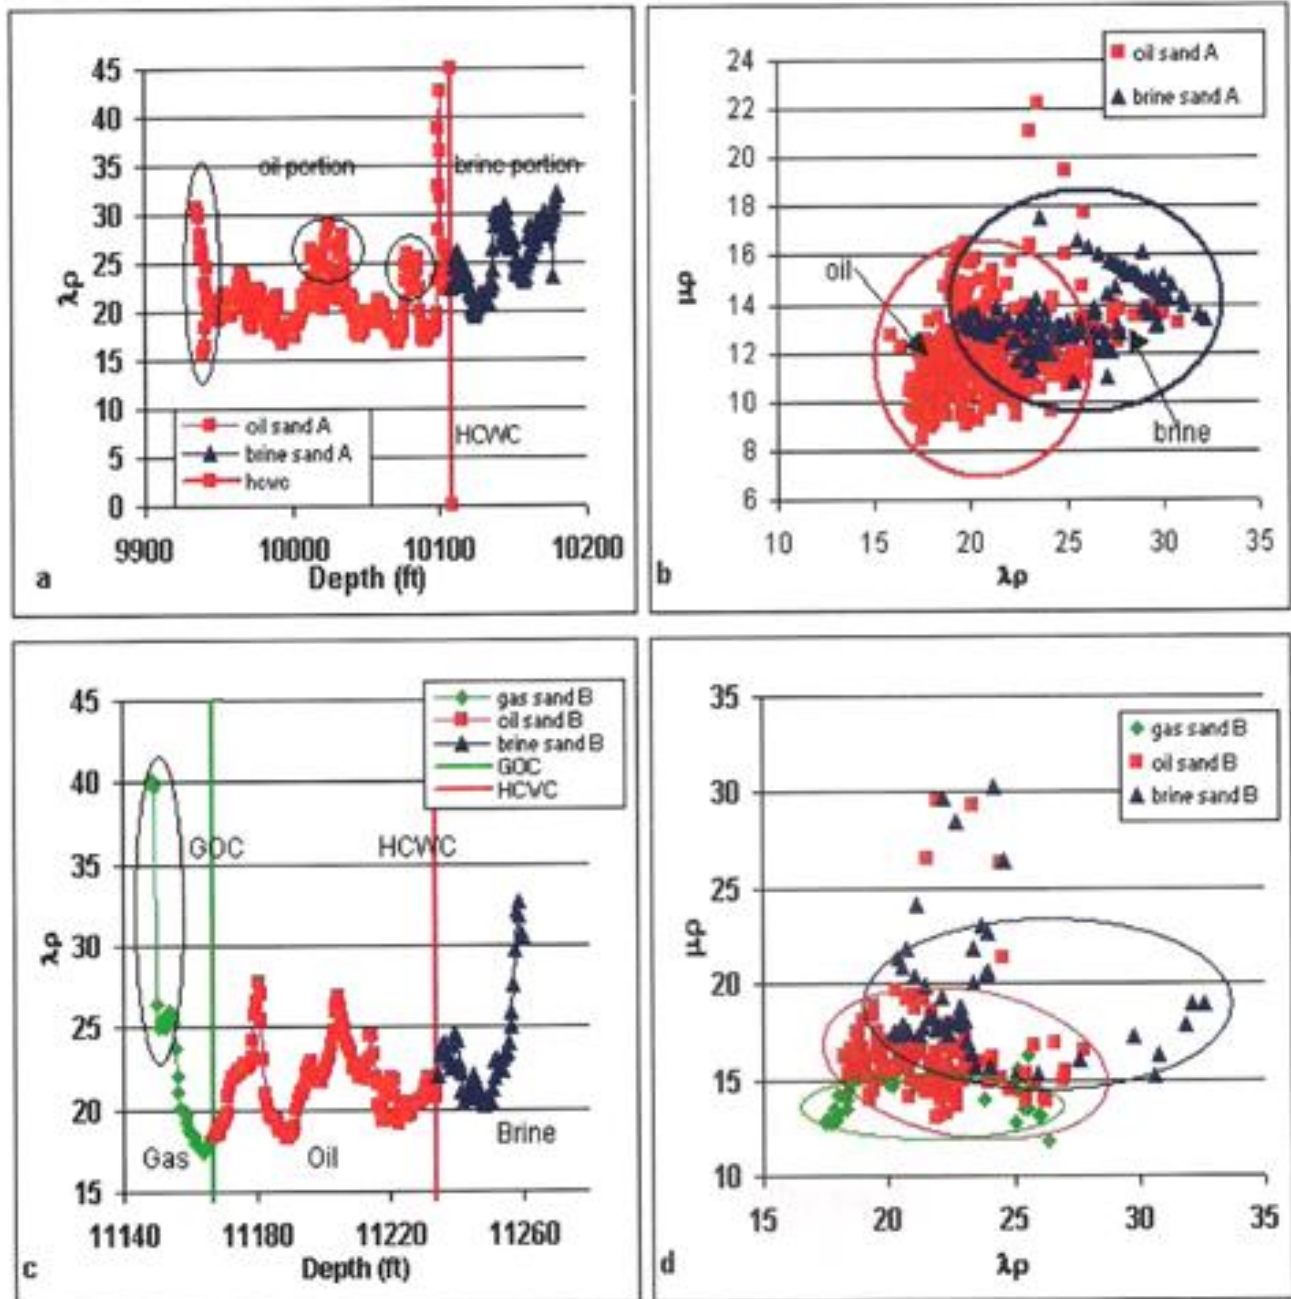 45
40
35
30
25
20
15
10
5
0
λρ
oil portion
brine portion
oil sand A
brine sand A
hcwc
HCWC
9900 10000 10100 10200
Depth (ft)
a
oil sand A
brine sand A
24
22
20
18
16
14
12
10
8
6
μρ
oil
brine
10 15 20 25 30 35
λρ
b
gas sand B
oil sand B
brine sand B
GOC
HCWC
45
40
35
30
25
20
15
λρ
GOC
HCWC
Gas
Oil
Brine
11140 11180 11220 11260
Depth (ft)
c
gas sand B
oil sand B
brine sand B
35
30
25
20
15
10
μρ
15 20 25 30 35
λρ
d